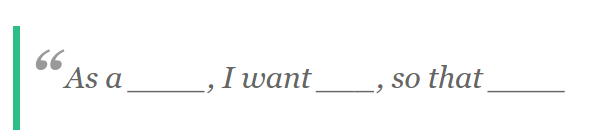 “As a _____, I want ____, so that _____